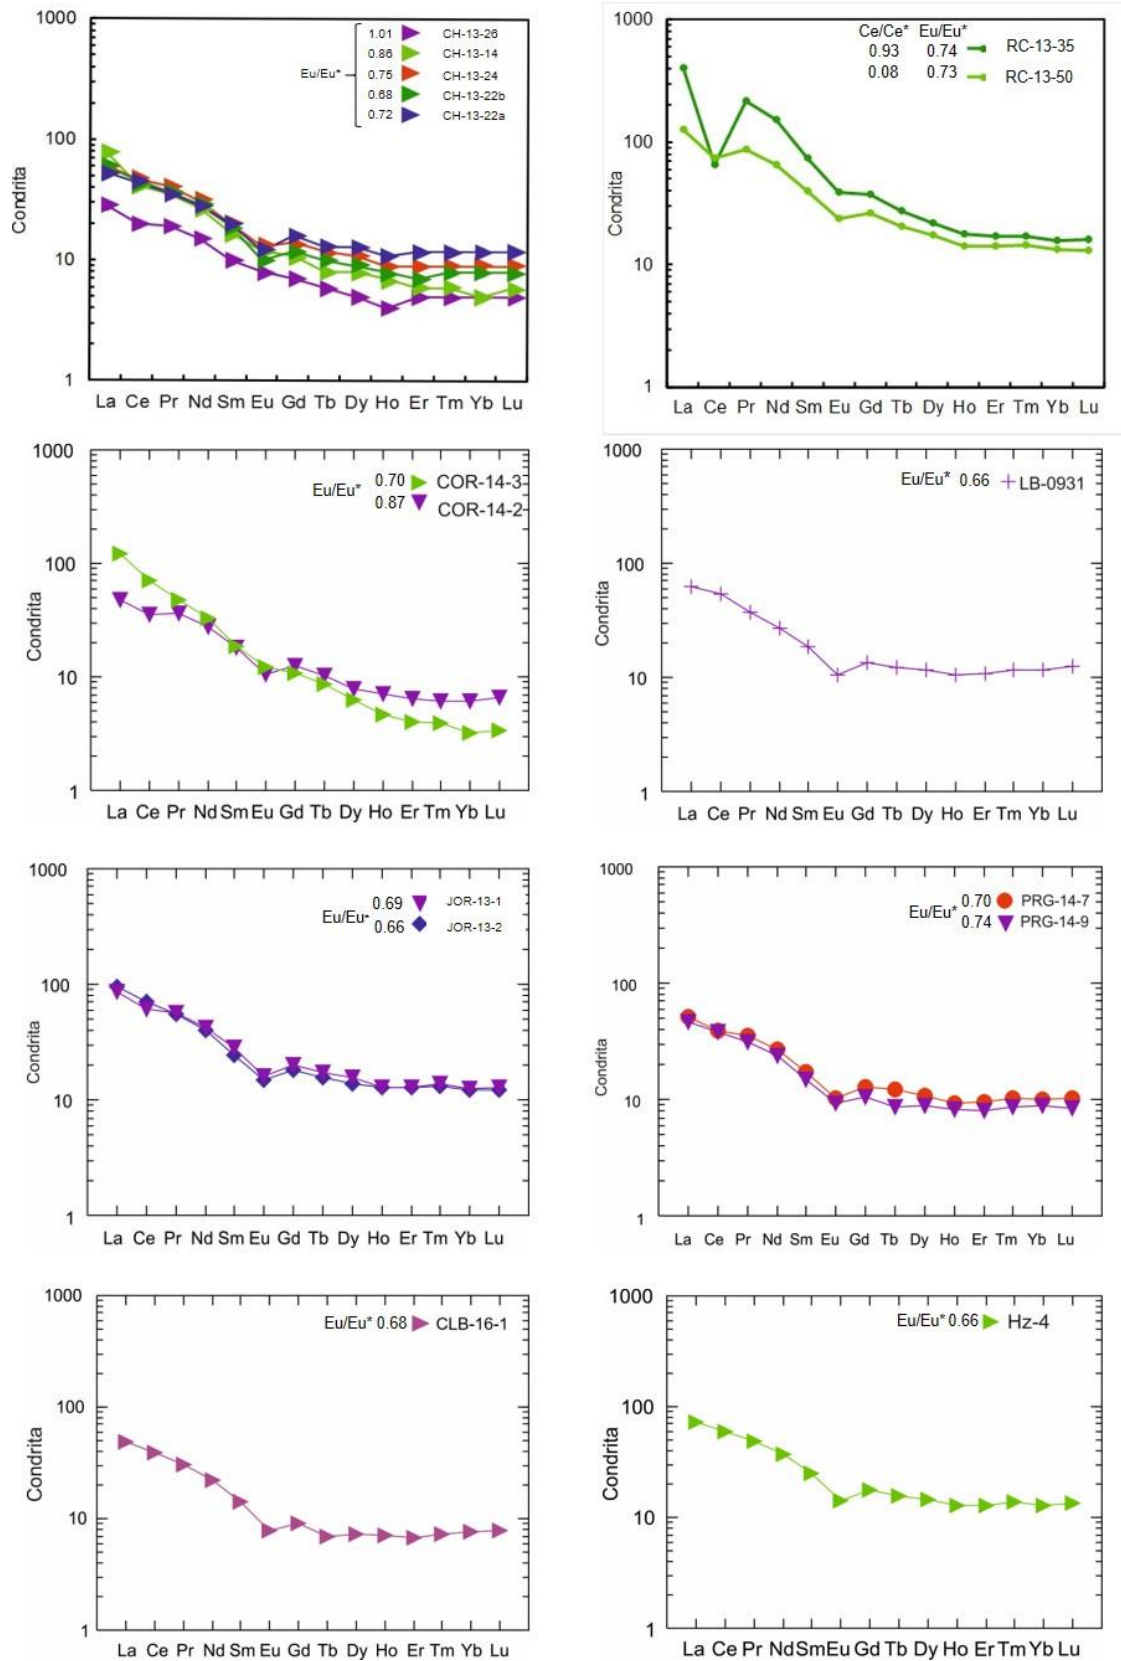 1000
100
10
1
Condrita
Eu/Eu*
1.01 CH-13-26
0.86 CH-13-14
0.75 CH-13-24
0.68 CH-13-22b
0.72 CH-13-22a
La Ce Pr Nd Sm Eu Gd Tb Dy Ho Er Tm Yb Lu
1000
100
10
1
Condrita
Ce/Ce* Eu/Eu*
0.93 0.74 RC-13-35
0.08 0.73 RC-13-50
La Ce Pr Nd Sm Eu Gd Tb Dy Ho Er Tm Yb Lu
1000
100
10
1
Condrita
Eu/Eu*
0.70 COR-14-3
0.87 COR-14-2
La Ce Pr Nd Sm Eu Gd Tb Dy Ho Er Tm Yb Lu
1000
100
10
1
Condrita
Eu/Eu* 0.66 LB-0931
La Ce Pr Nd Sm Eu Gd Tb Dy Ho Er Tm Yb Lu
1000
100
10
1
Condrita
Eu/Eu*
0.69 JOR-13-1
0.66 JOR-13-2
La Ce Pr Nd Sm Eu Gd Tb Dy Ho Er Tm Yb Lu
1000
100
10
1
Condrita
Eu/Eu*
0.70 PRG-14-7
0.74 PRG-14-9
La Ce Pr Nd Sm Eu Gd Tb Dy Ho Er Tm Yb Lu
1000
100
10
1
Condrita
Eu/Eu* 0.68 CLB-16-1
La Ce Pr Nd Sm Eu Gd Tb Dy Ho Er Tm Yb Lu
1000
100
10
1
Condrita
Eu/Eu* 0.66 Hz-4
La Ce Pr Nd Sm Eu Gd Tb Dy Ho Er Tm Yb Lu